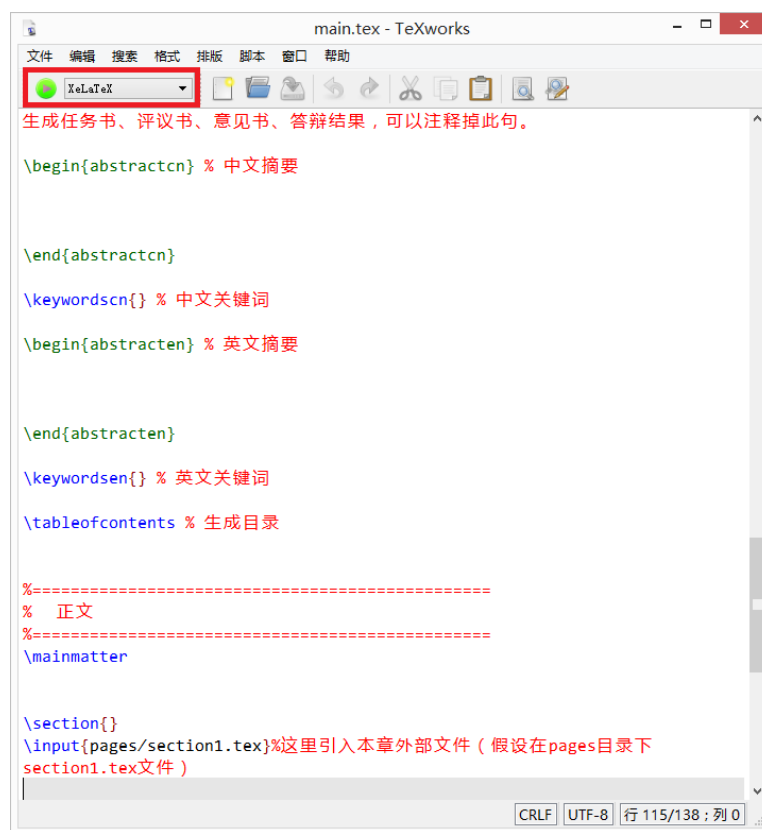 main.tex - TeXworks
文件 编辑 搜索 格式 排版 脚本 窗口 帮助
XeLaTeX
生成任务书、评议书、意见书、答辩结果，可以注释掉此句。
\begin{abstractcn} % 中文摘要
\end{abstractcn}
\keywordscn{} % 中文关键词
\begin{abstracten} % 英文摘要
\end{abstracten}
\keywordsen{} % 英文关键词
\tableofcontents % 生成目录
%================================================
% 正文
%================================================
\mainmatter
\section{}
\input{pages/section1.tex}%这里引入本章外部文件（假设在pages目录下
section1.tex文件）
CRLF UTF-8 行 115/138；列 0